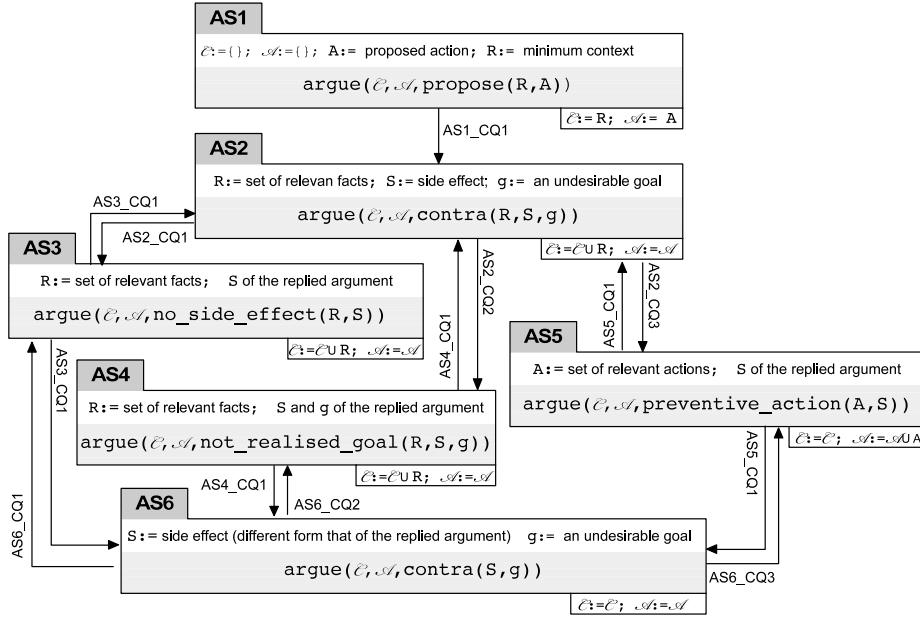 AS1
𝒞:={}; 𝒜:={}; A:= proposed action; R:= minimum context
argue(𝒞,𝒜,propose(R,A))
𝒞:=R; 𝒜:= A
AS1_CQ1
AS2
R:= set of relevan facts; S:= side effect; g:= an undesirable goal
argue(𝒞,𝒜,contra(R,S,g))
𝒞:=𝒞∪R; 𝒜:=𝒜
AS3_CQ1
AS2_CQ1
AS3
R:= set of relevant facts; S of the replied argument
argue(𝒞,𝒜,no_side_effect(R,S))
𝒞:=𝒞∪R; 𝒜:=𝒜
AS4_CQ1
AS2_CQ2
AS5_CQ1
AS2_CQ3
AS5
A:= set of relevant actions; S of the replied argument
argue(𝒞,𝒜,preventive_action(A,S))
𝒞:=𝒞; 𝒜:=𝒜∪A
AS3_CQ1
AS4
R:= set of relevant facts; S and g of the replied argument
argue(𝒞,𝒜,not_realised_goal(R,S,g))
𝒞:=𝒞∪R; 𝒜:=𝒜
AS6_CQ1
AS4_CQ1
AS6_CQ2
AS5_CQ1
AS6
S:= side effect (different form that of the replied argument) g:= an undesirable goal
argue(𝒞,𝒜,contra(S,g))
𝒞:=𝒞; 𝒜:=𝒜
AS6_CQ3